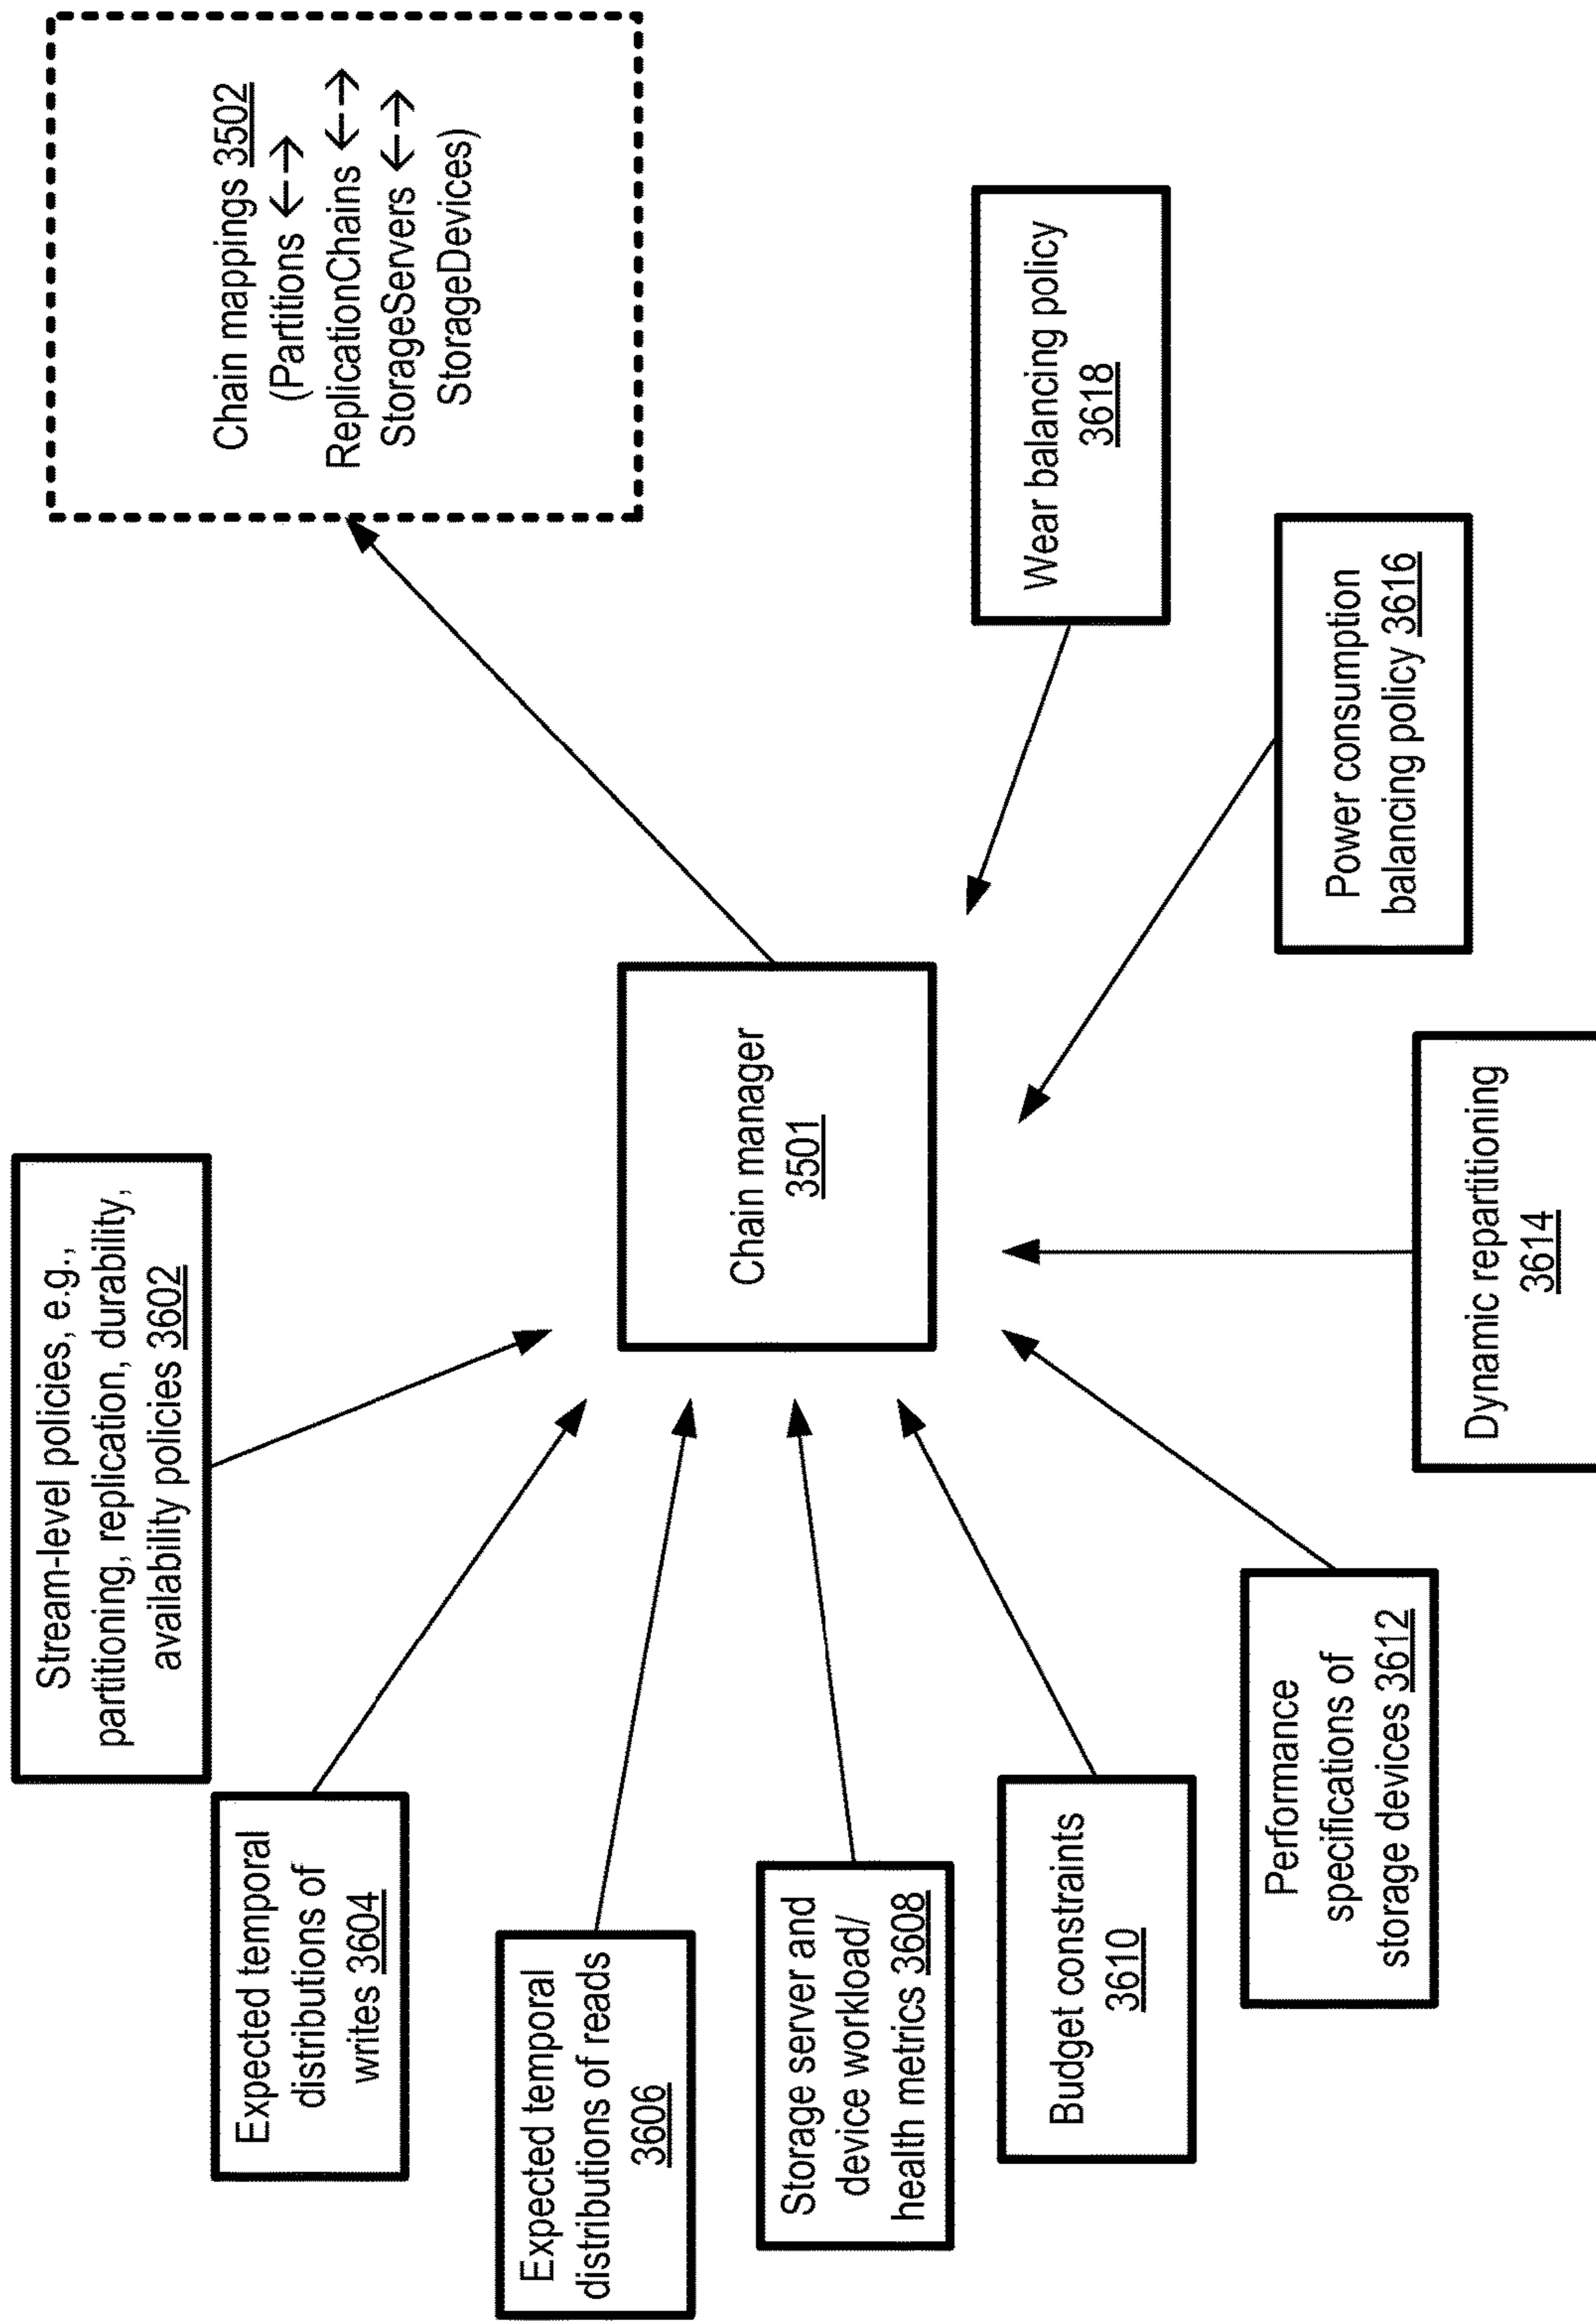 Stream-level policies, e.g.,
partitioning, replication, durability,
availability policies 3602
Expected temporal
distributions of
writes 3604
Expected temporal
distributions of reads
3606
Storage server and
device workload/
health metrics 3608
Budget constraints
3610
Performance
specifications of
storage devices 3612
Dynamic repartitioning
3614
Power consumption
balancing policy 3616
Wear balancing policy
3618
Chain manager
3501
Chain mappings 3502
(Partitions ←→
ReplicationChains ←→
StorageServers ←→
StorageDevices)